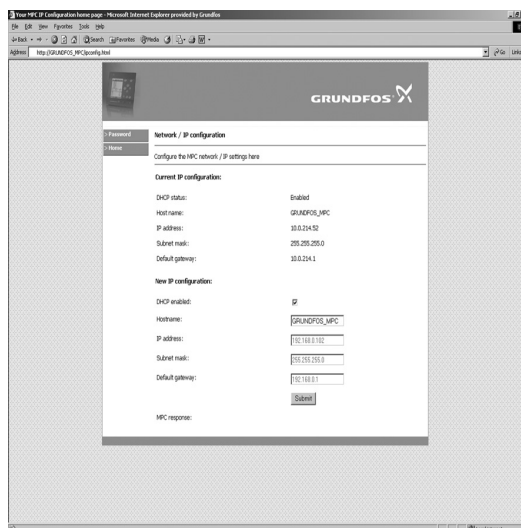 Your MPC IP Configuration home page - Microsoft Internet Explorer provided by Grundfos
File Edit View Favorites Tools Help
Back Search Favorites Media
Address http://GRUNDFOS_MPC/ipconfig.html Go Links
GRUNDFOS
> Password
> Home
Network / IP configuration
Configure the MPC network / IP settings here
Current IP configuration:
DHCP status: Enabled
Host name: GRUNDFOS_MPC
IP address: 10.0.214.52
Subnet mask: 255.255.255.0
Default gateway: 10.0.214.1
New IP configuration:
DHCP enabled:
Hostname: GRUNDFOS_MPC
IP address: 192.168.0.102
Subnet mask: 255.255.255.0
Default gateway: 192.168.0.1
Submit
MPC response: